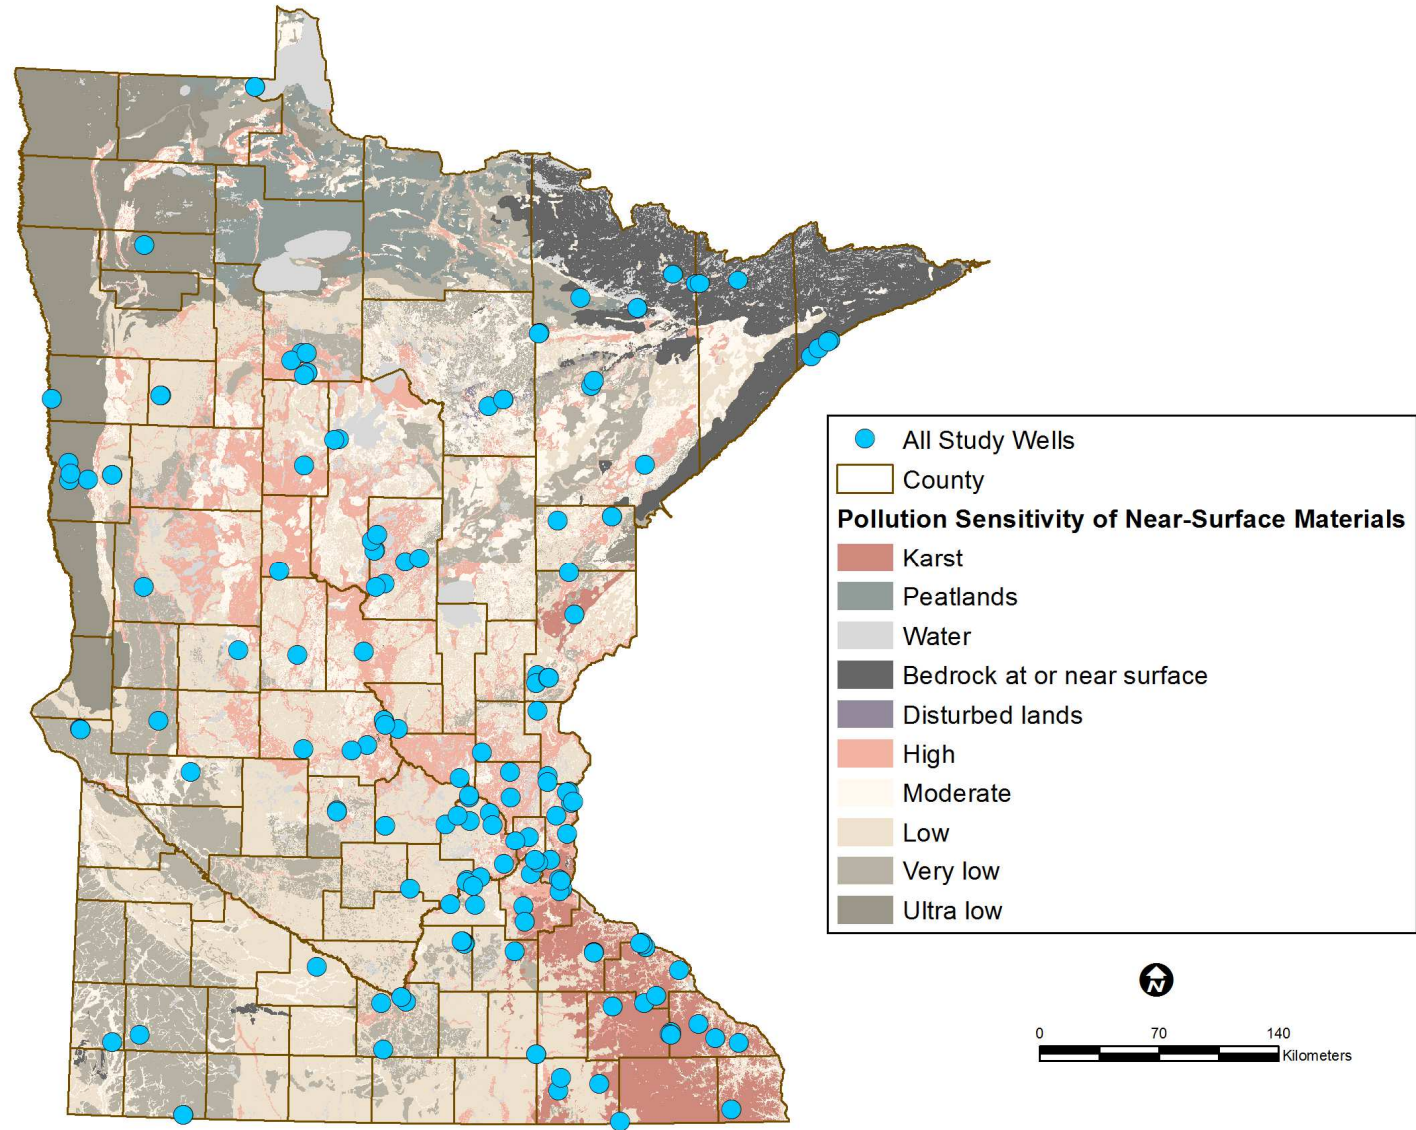 All Study Wells
County
Pollution Sensitivity of Near-Surface Materials
Karst
Peatlands
Water
Bedrock at or near surface
Disturbed lands
High
Moderate
Low
Very low
Ultra low
N
0 70 140
Kilometers